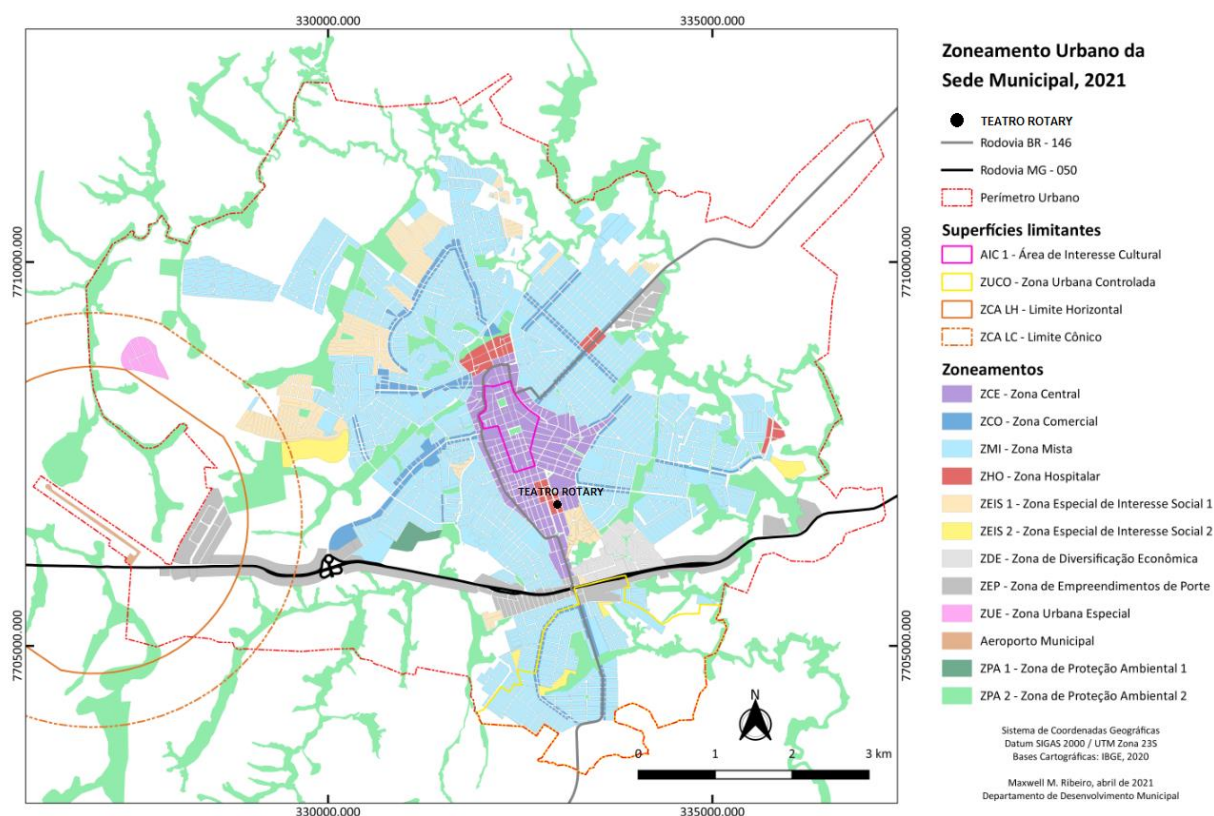 330000.000
335000.000
7710000.000
7710000.000
7705000.000
7705000.000
TEATRO ROTARY
N
0
1
2
3 km
330000.000
335000.000
Zoneamento Urbano da
Sede Municipal, 2021
TEATRO ROTARY
Rodovia BR - 146
Rodovia MG - 050
Perímetro Urbano
Superfícies limitantes
AIC 1 - Área de Interesse Cultural
ZUCO - Zona Urbana Controlada
ZCA LH - Limite Horizontal
ZCA LC - Limite Cônico
Zoneamentos
ZCE - Zona Central
ZCO - Zona Comercial
ZMI - Zona Mista
ZHO - Zona Hospitalar
ZEIS 1 - Zona Especial de Interesse Social 1
ZEIS 2 - Zona Especial de Interesse Social 2
ZDE - Zona de Diversificação Econômica
ZEP - Zona de Empreendimentos de Porte
ZUE - Zona Urbana Especial
Aeroporto Municipal
ZPA 1 - Zona de Proteção Ambiental 1
ZPA 2 - Zona de Proteção Ambiental 2
Sistema de Coordenadas Geográficas
Datum SIGAS 2000 / UTM Zona 23S
Bases Cartográficas: IBGE, 2020
Maxwell M. Ribeiro, abril de 2021
Departamento de Desenvolvimento Municipal